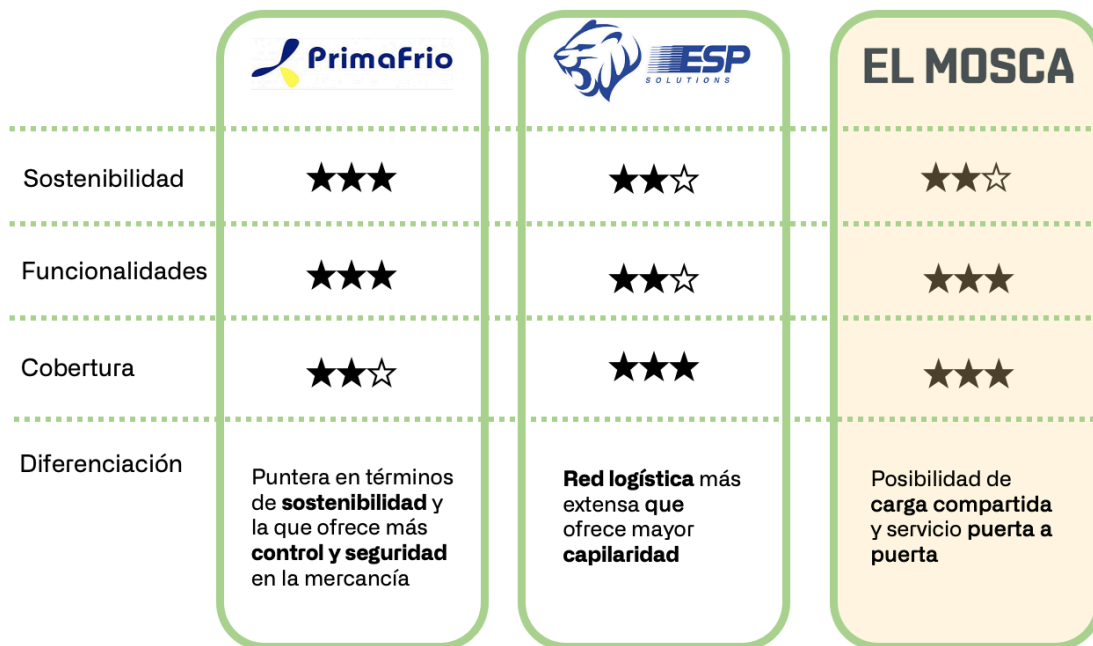 PrimaFrio
ESP
SOLUTIONS
EL MOSCA
Sostenibilidad
★★★
★★☆
★★☆
Funcionalidades
★★★
★★☆
★★★
Cobertura
★★☆
★★★
★★★
Diferenciación
Puntera en términos
de sostenibilidad y
la que ofrece más
control y seguridad
en la mercancía
Red logística más
extensa que
ofrece mayor
capilaridad
Posibilidad de
carga compartida
y servicio puerta a
puerta